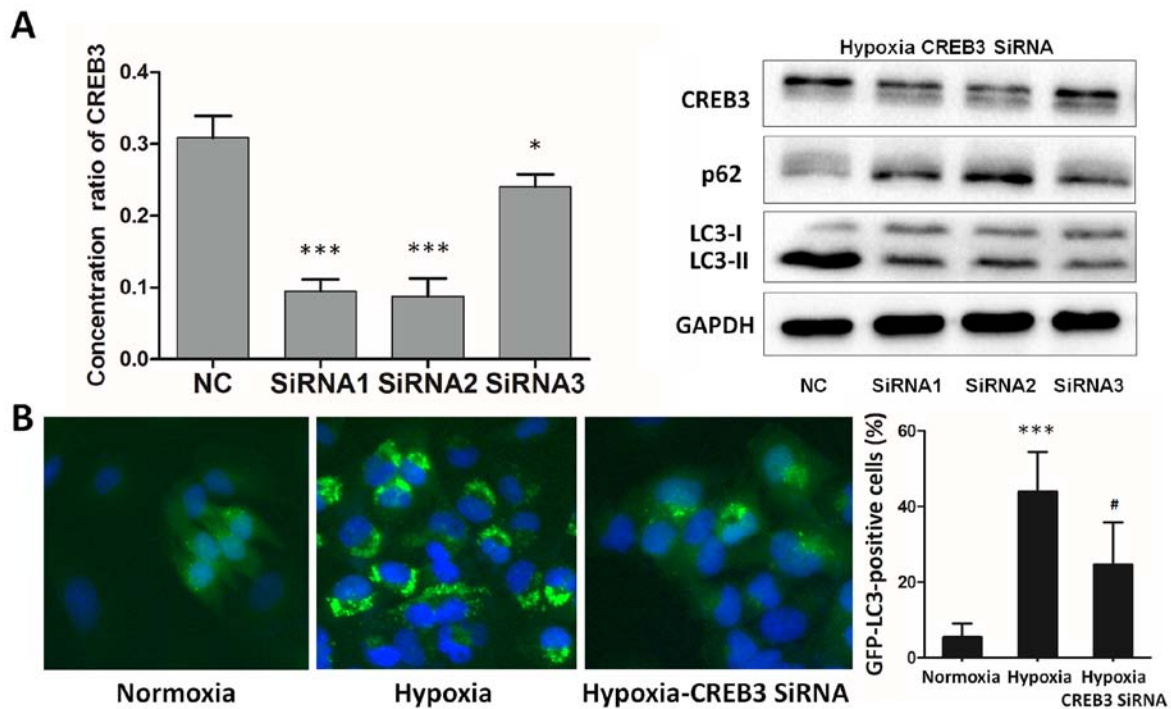 A
Concentration ratio of CREB3
0.4
0.3
0.2
0.1
0.0
***
***
*
NC
SiRNA1
SiRNA2
SiRNA3
Hypoxia CREB3 SiRNA
CREB3
p62
LC3-I
LC3-II
GAPDH
NC SiRNA1 SiRNA2 SiRNA3
B
Normoxia
Hypoxia
Hypoxia-CREB3 SiRNA
GFP-LC3-positive cells (%)
60
40
20
0
***
#
Normoxia
Hypoxia
Hypoxia
CREB3 SiRNA